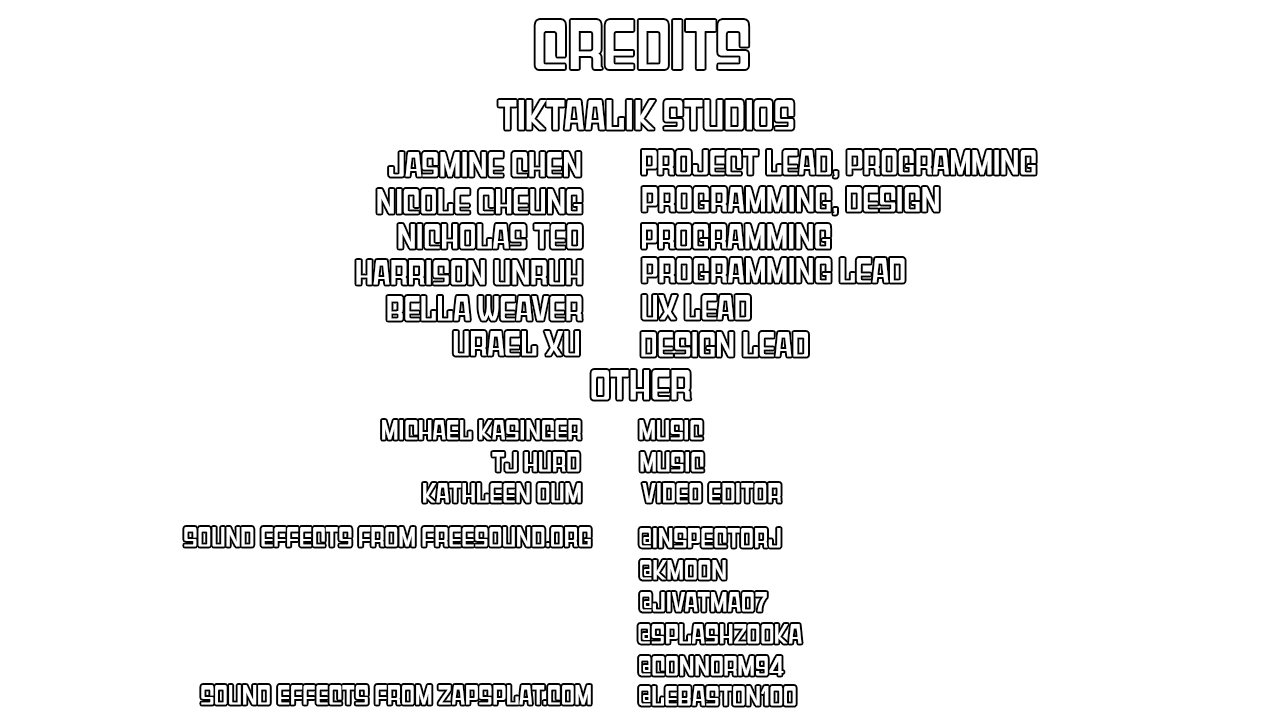 CREDITS
TIKTAALIK STUDIOS
JASMINE CHEN PROJECT LEAD, PROGRAMMING
NICOLE CHEUNG PROGRAMMING, DESIGN
NICHOLAS TEO PROGRAMMING
HARRISON UNRUH PROGRAMMING LEAD
BELLA WEAVER UX LEAD
URAEL XU DESIGN LEAD
OTHER
MICHAEL KASINGER MUSIC
TJ HURD MUSIC
KATHLEEN OUM VIDEO EDITOR
SOUND EFFECTS FROM FREESOUND.ORG @INSPECTORJ
@KMOON
@JIVATMA07
@SPLASHZOOKA
@CONNORM94
SOUND EFFECTS FROM ZAPSPLAT.COM @LEBASTON100